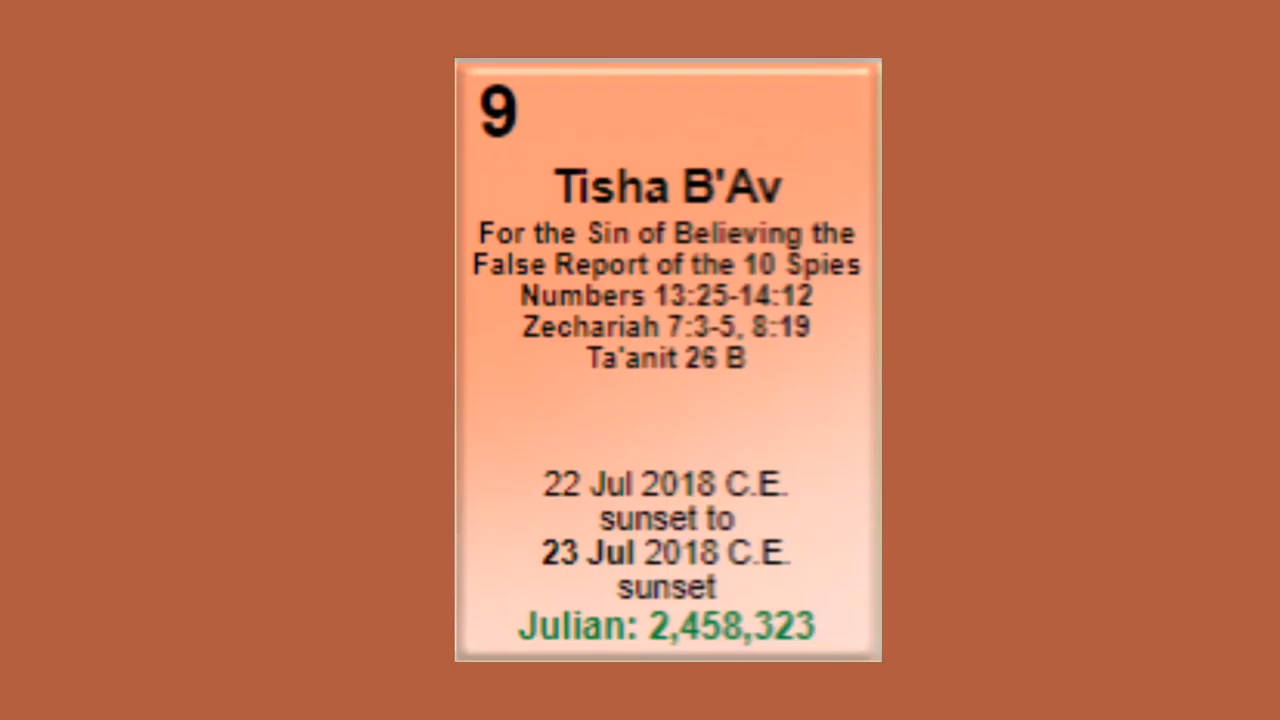 9
Tisha B'Av
For the Sin of Believing the
False Report of the 10 Spies
Numbers 13:25-14:12
Zechariah 7:3-5, 8:19
Ta'anit 26 B
22 Jul 2018 C.E.
sunset to
23 Jul 2018 C.E.
sunset
Julian: 2,458,323